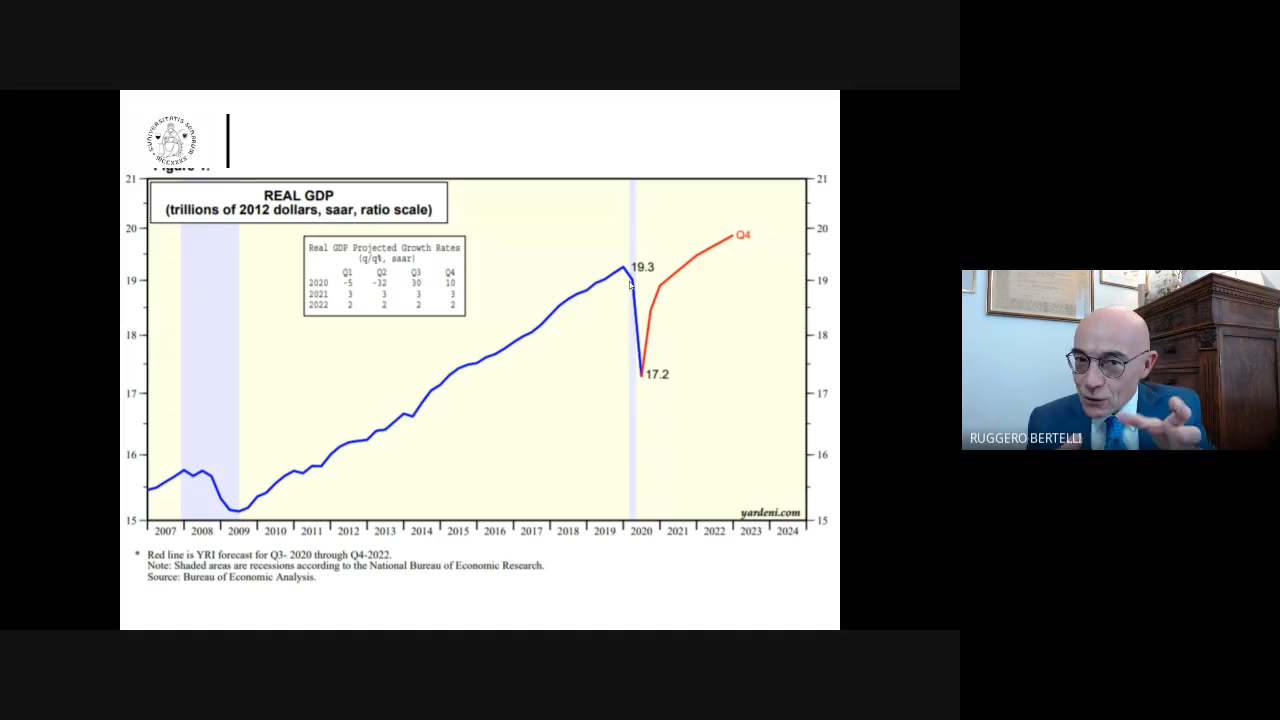 REAL GDP
(trillions of 2012 dollars, saar, ratio scale)
Real GDP Projected Growth Rates
(q/q%, saar)
Q1 Q2 Q3 Q4
2020 -5 -32 30 10
2021 3 3 3 3
2022 2 2 2 2
21 21
20 20
19 19
18 18
17 17
16 16
15 15
19.3
17.2
Q4
yardeni.com
2007 2008 2009 2010 2011 2012 2013 2014 2015 2016 2017 2018 2019 2020 2021 2022 2023 2024
* Red line is YRI forecast for Q3- 2020 through Q4-2022.
Note: Shaded areas are recessions according to the National Bureau of Economic Research.
Source: Bureau of Economic Analysis.
RUGGERO BERTELLI